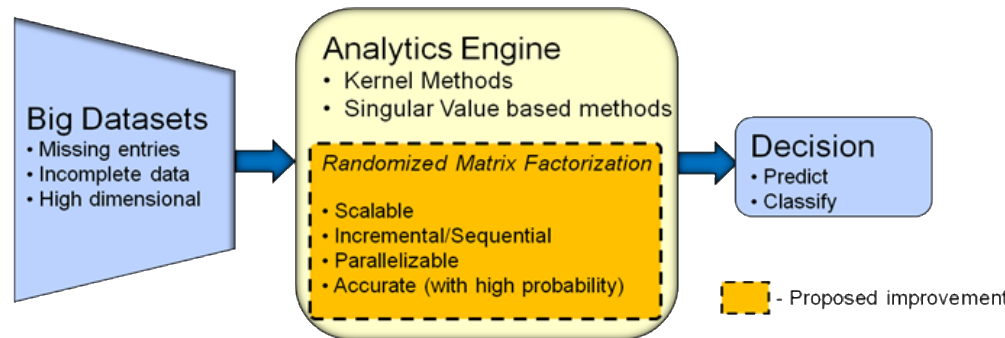 Big Datasets
• Missing entries
• Incomplete data
• High dimensional
Analytics Engine
• Kernel Methods
• Singular Value based methods
Randomized Matrix Factorization
• Scalable
• Incremental/Sequential
• Parallelizable
• Accurate (with high probability)
Decision
• Predict
• Classify
- Proposed improvement